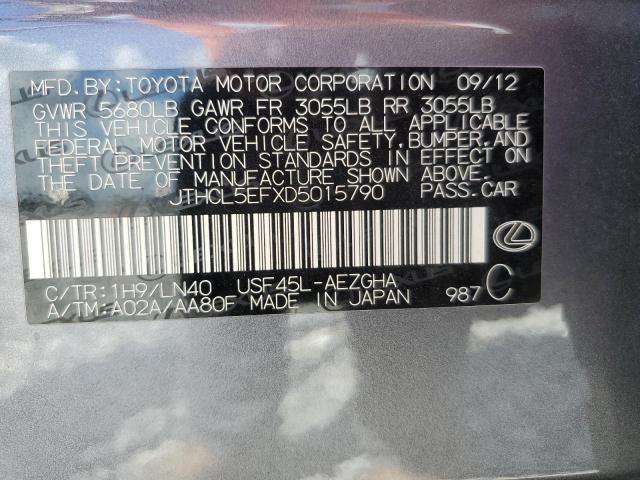 MFD.BY:TOYOTA MOTOR CORPORATION 09/12
GVWR 5680LB GAWR FR 3055LB RR 3055LB
THIS VEHICLE CONFORMS TO ALL APPLICABLE
FEDERAL MOTOR VEHICLE SAFETY,BUMPER,AND
THEFT PREVENTION STANDARDS IN EFFECT ON
THE DATE OF MANUFACTURE SHOWN ABOVE.
JTHCL5EFXD5015790 PASS.CAR
C/TR:1H9/LN40 USF45L-AEZGHA
A/TM:A02A/AA80F MADE IN JAPAN 987 C